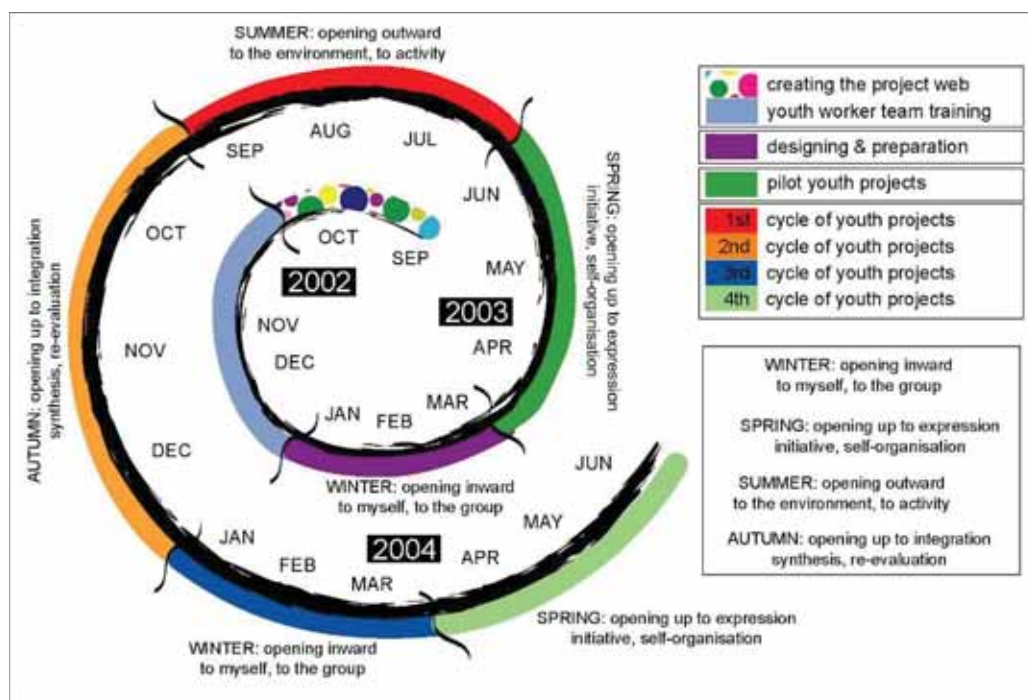 SUMMER: opening outward
to the environment, to activity
AUG
JUL
SEP
JUN
OCT
OCT
SEP
2002
MAY
2003
NOV
NOV
APR
DEC
JAN
FEB
MAR
DEC
JUN
WINTER: opening inward
to myself, to the group
JAN
MAY
2004
FEB
APR
MAR
SPRING: opening up to expression
initiative, self-organisation
WINTER: opening inward
to myself, to the group
AUTUMN: opening up to integration
synthesis, re-evaluation
SPRING: opening up to expression
initiative, self-organisation
creating the project web
youth worker team training
designing & preparation
pilot youth projects
1st cycle of youth projects
2nd cycle of youth projects
3rd cycle of youth projects
4th cycle of youth projects
WINTER: opening inward
to myself, to the group
SPRING: opening up to expression
initiative, self-organisation
SUMMER: opening outward
to the environment, to activity
AUTUMN: opening up to integration
synthesis, re-evaluation